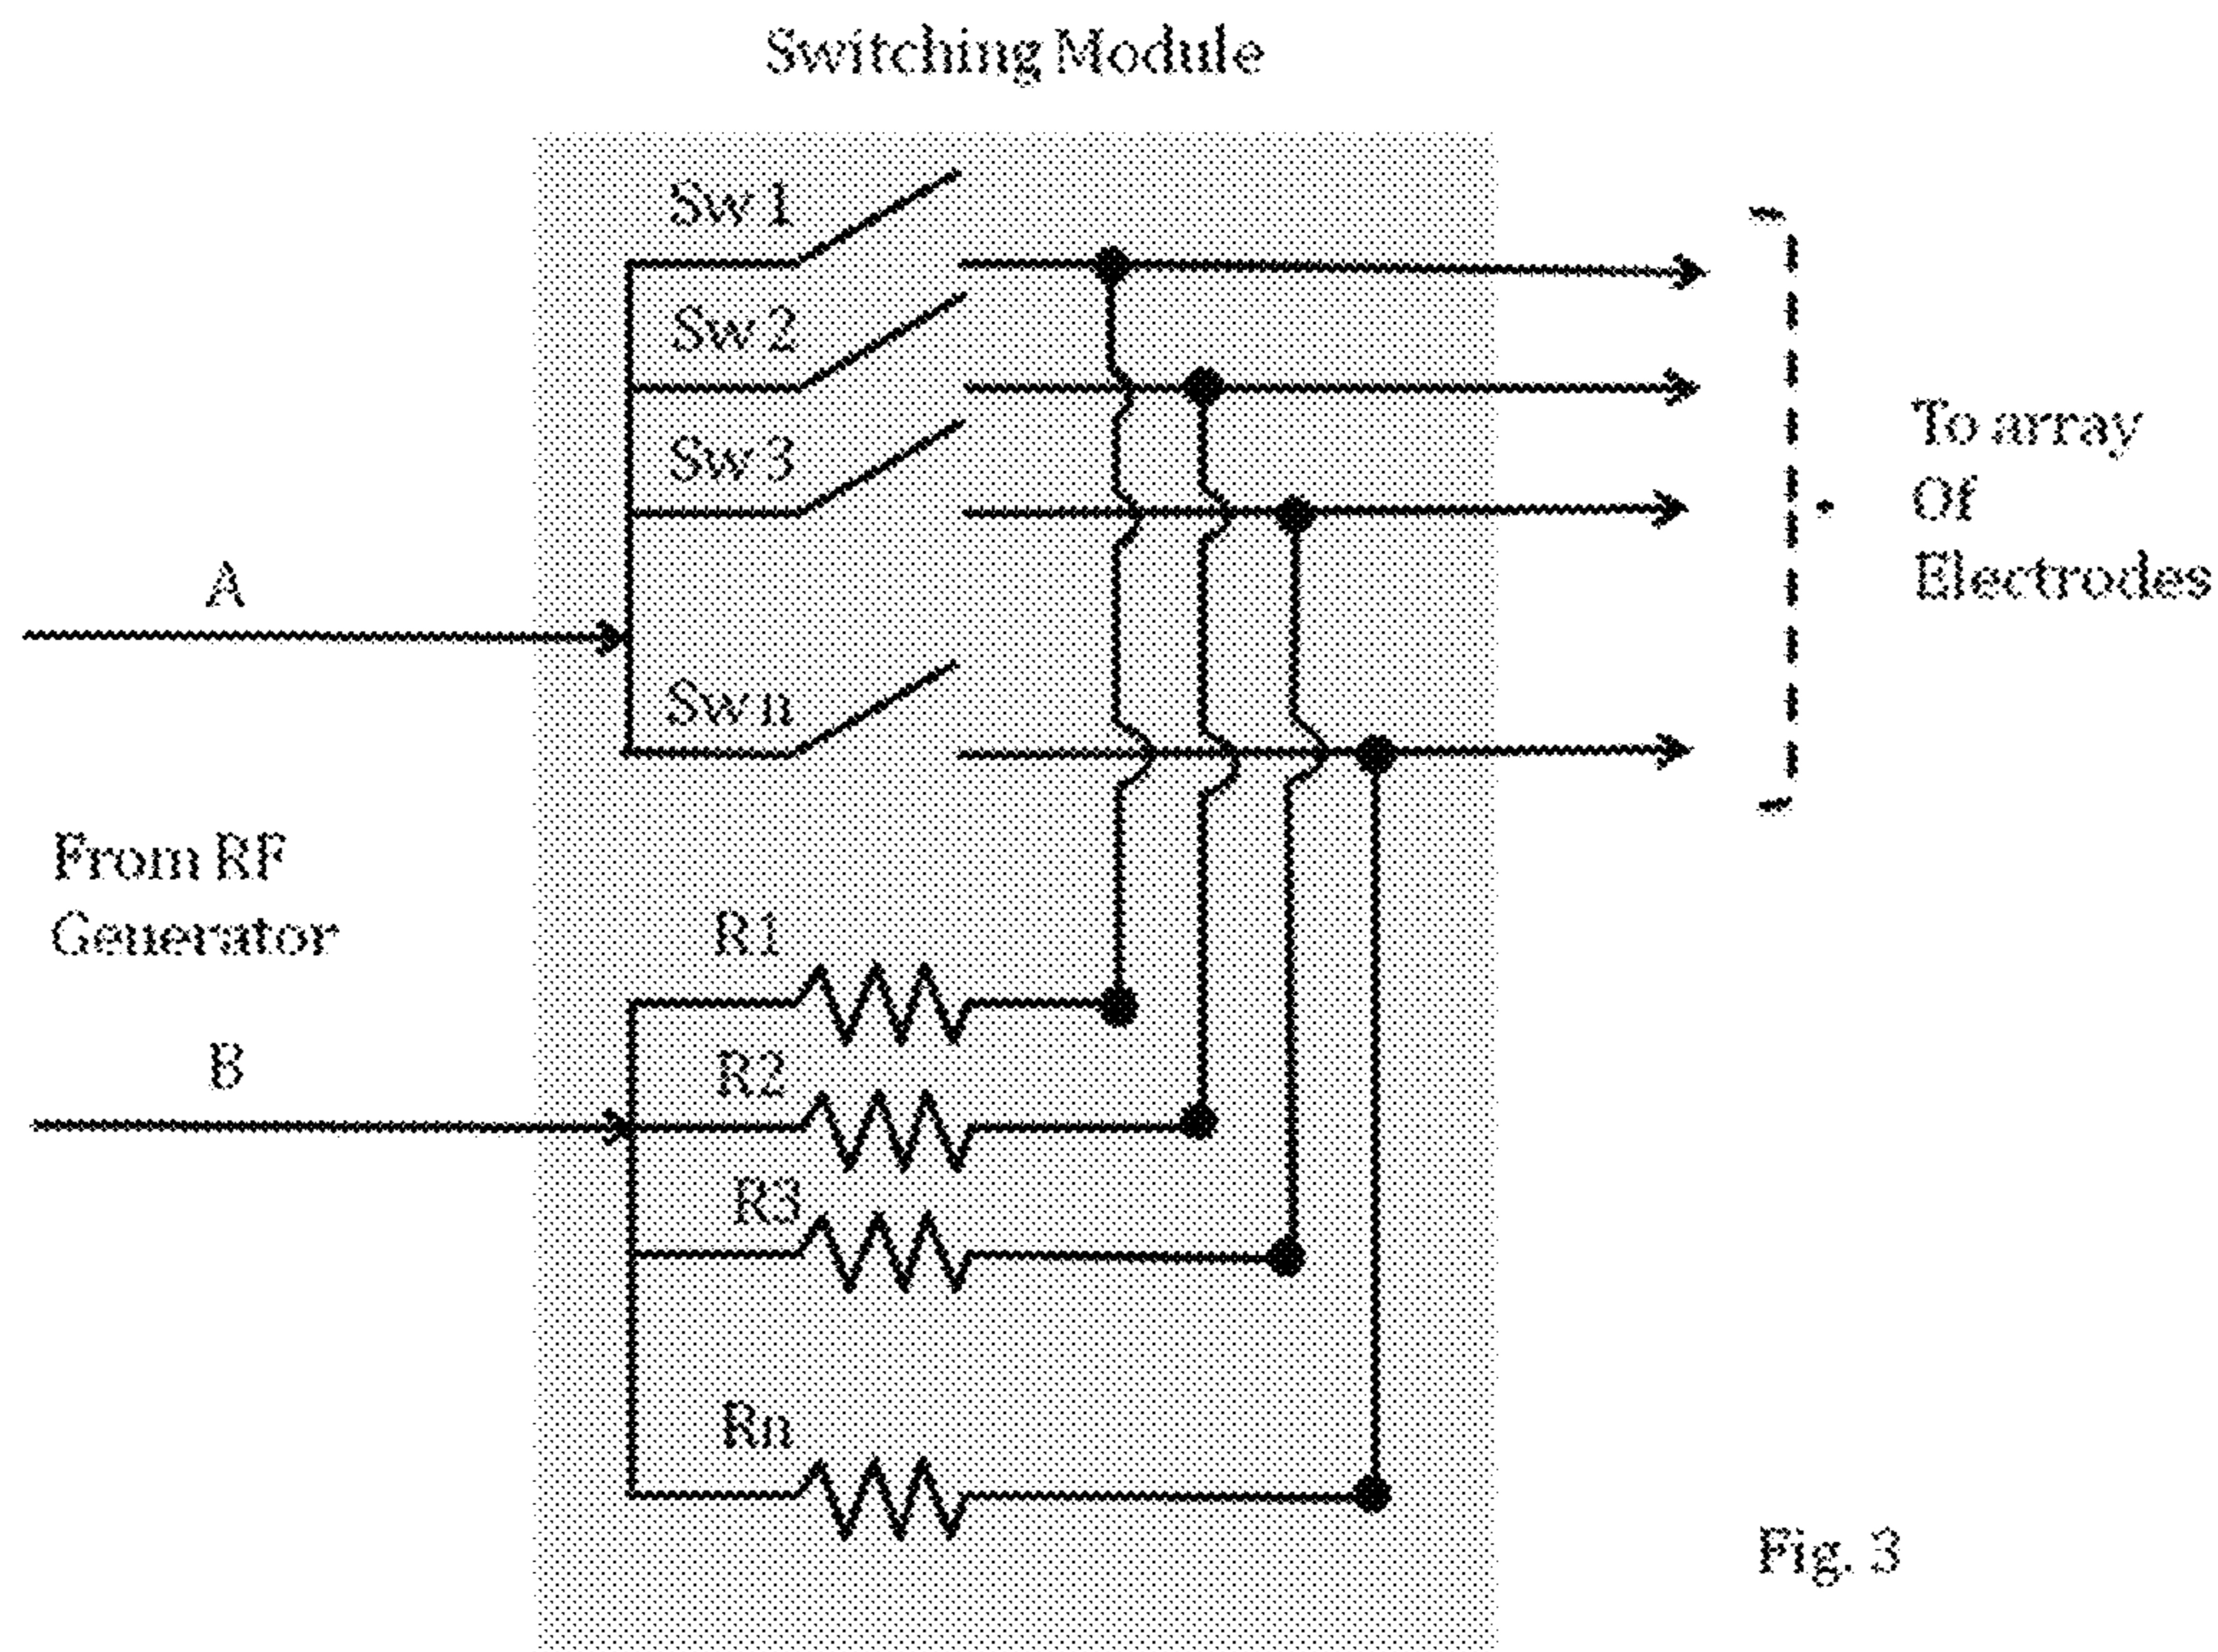 Switching Module
Sw 1
Sw 2
Sw 3
A
Sw n
To array
Of
Electrodes
From RF
Generator
R1
B
R2
R3
Rn
Fig. 3